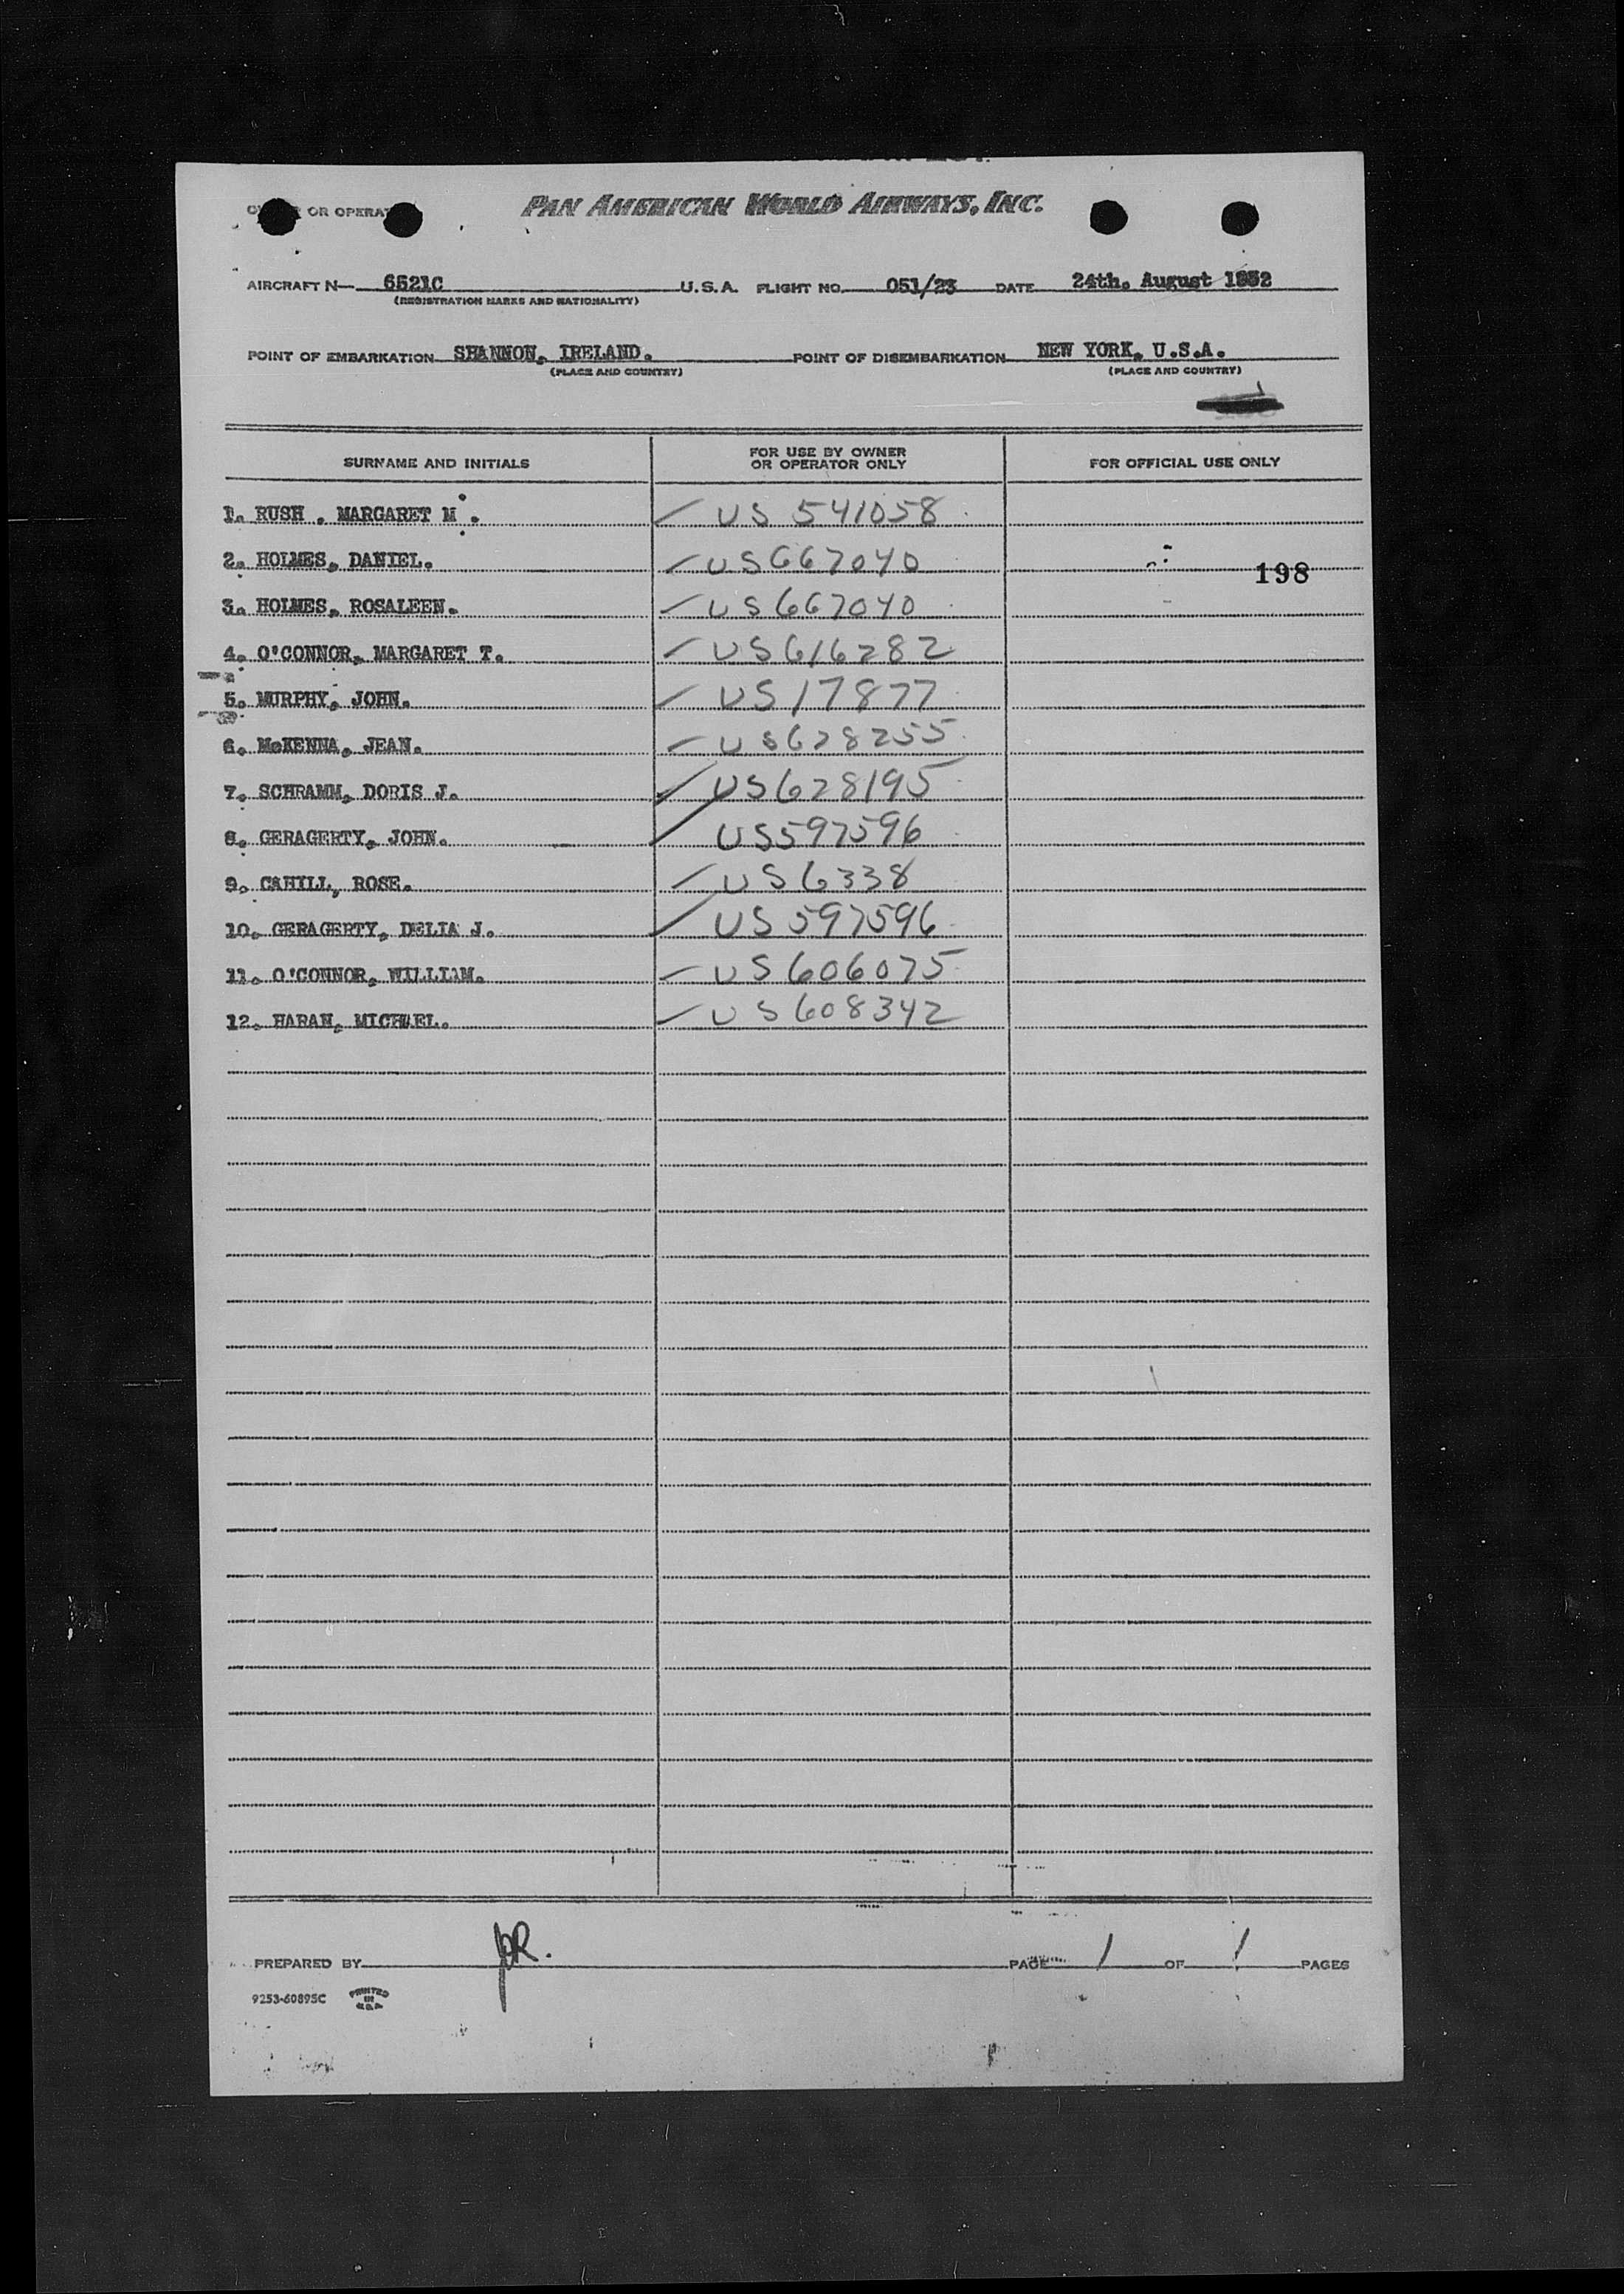 OR OPERAT
PAN AMERICAN WORLD AIRWAYS, INC.
AIRCRAFT N— 6521C U.S.A. FLIGHT NO. 051/23 DATE 24th. August 1952
(REGISTRATION MARKS AND NATIONALITY)
POINT OF EMBARKATION SHANNON, IRELAND. POINT OF DISEMBARKATION NEW YORK, U.S.A.
(PLACE AND COUNTRY) (PLACE AND COUNTRY)
SURNAME AND INITIALS FOR USE BY OWNER OR OPERATOR ONLY FOR OFFICIAL USE ONLY
1. RUSH . MARGARET M . US 541058
2. HOLMES, DANIEL. US667040 198
3. HOLMES, ROSALEEN. US667040
4. O'CONNOR, MARGARET T. US616282
5. MURPHY, JOHN. US17877
6. McKENNA, JEAN. US628255
7. SCHRAMM, DORIS J. US628195
8. GERAGERTY, JOHN. US597596
9. CAHILL, ROSE. US6338
10. GERAGERTY, DELIA J. US597596
11. O'CONNOR, WILLIAM. US606075
12. HARAN, MICHAEL. US608342
PREPARED BY JOR. PAGE 1 OF 1 PAGES
9253-60895C PRINTED IN U.S.A.